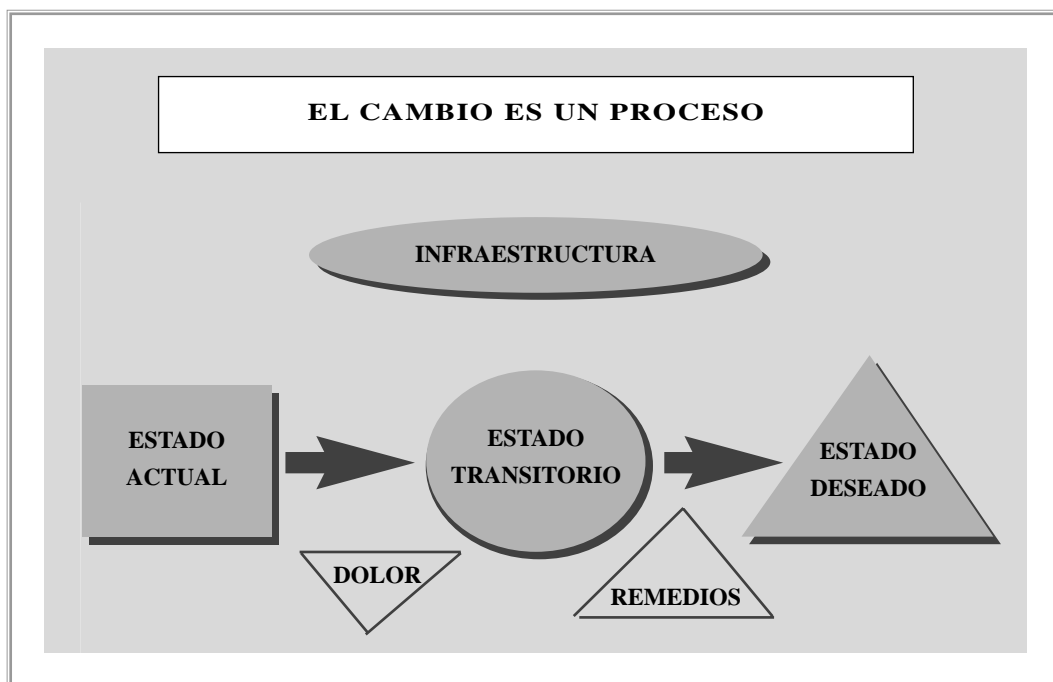 EL CAMBIO ES UN PROCESO
INFRAESTRUCTURA
ESTADO
ACTUAL
ESTADO
TRANSITORIO
ESTADO
DESEADO
DOLOR
REMEDIOS